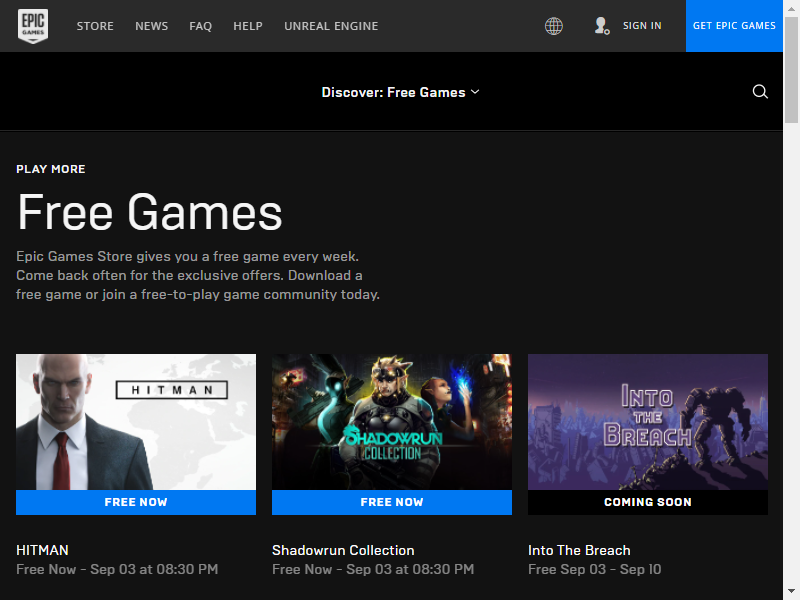 EPIC
GAMES
STORE NEWS FAQ HELP UNREAL ENGINE SIGN IN GET EPIC GAMES
Discover: Free Games
PLAY MORE
Free Games
Epic Games Store gives you a free game every week.
Come back often for the exclusive offers. Download a
free game or join a free-to-play game community today.
HITMAN
SHADOWRUN
COLLECTION
INTO
THE
BREACH
FREE NOW FREE NOW COMING SOON
HITMAN Shadowrun Collection Into The Breach
Free Now - Sep 03 at 08:30 PM Free Now - Sep 03 at 08:30 PM Free Sep 03 - Sep 10